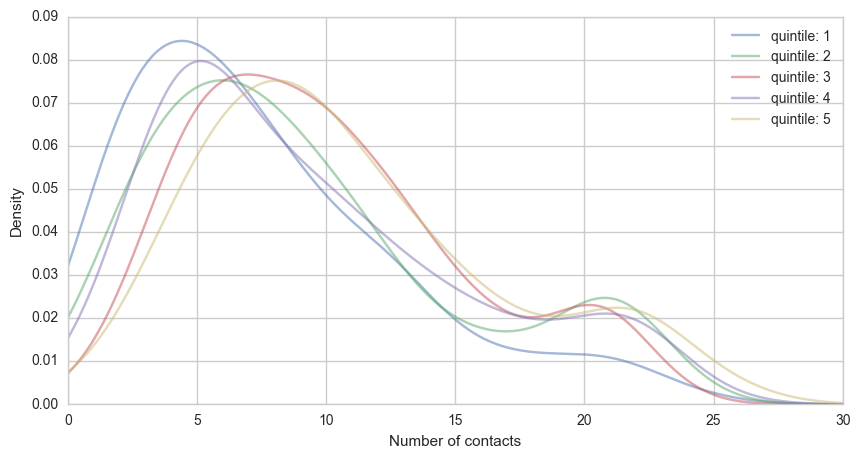 0.09
0.08
0.07
0.06
0.05
0.04
0.03
0.02
0.01
0.00
Density
quintile: 1
quintile: 2
quintile: 3
quintile: 4
quintile: 5
0 5 10 15 20 25 30
Number of contacts